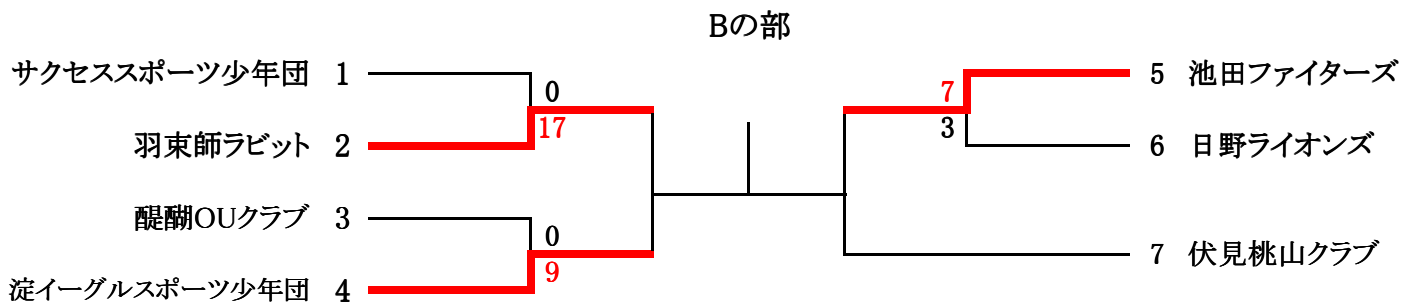 Bの部
サクセススポーツ少年団 1
0
17
羽束師ラビット 2
醍醐OUクラブ 3
0
9
淀イーグルスポーツ少年団 4
5 池田ファイターズ
7
3
6 日野ライオンズ
7 伏見桃山クラブ